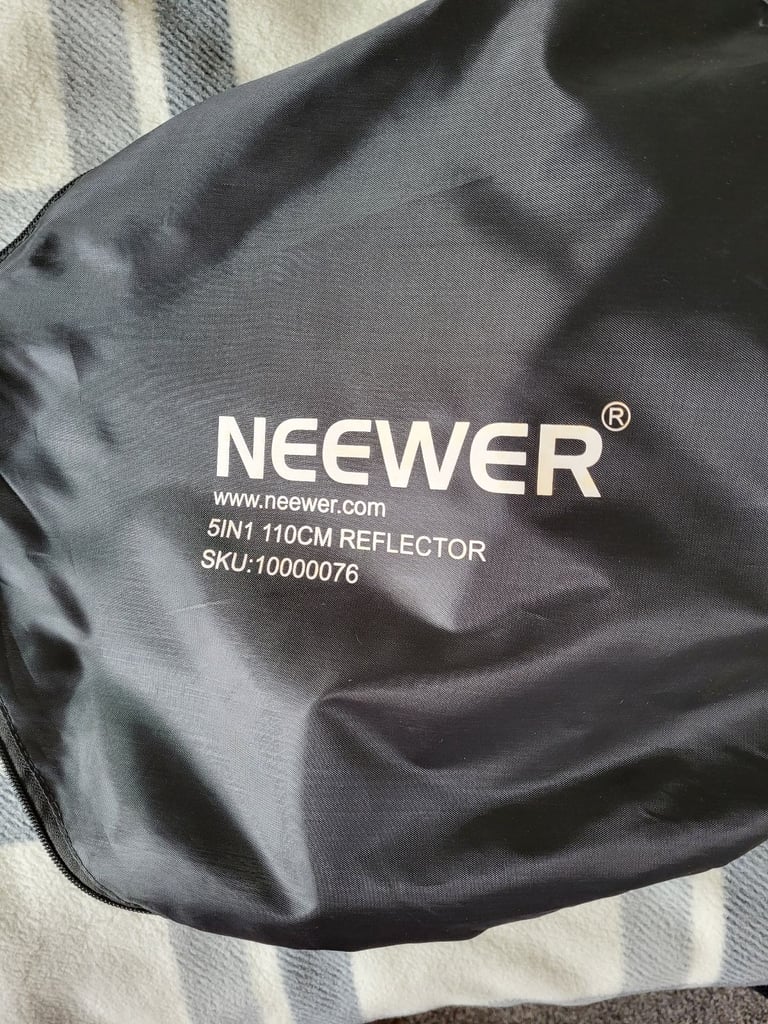 NEEWER®
www.neewer.com
5IN1 110CM REFLECTOR
SKU:10000076